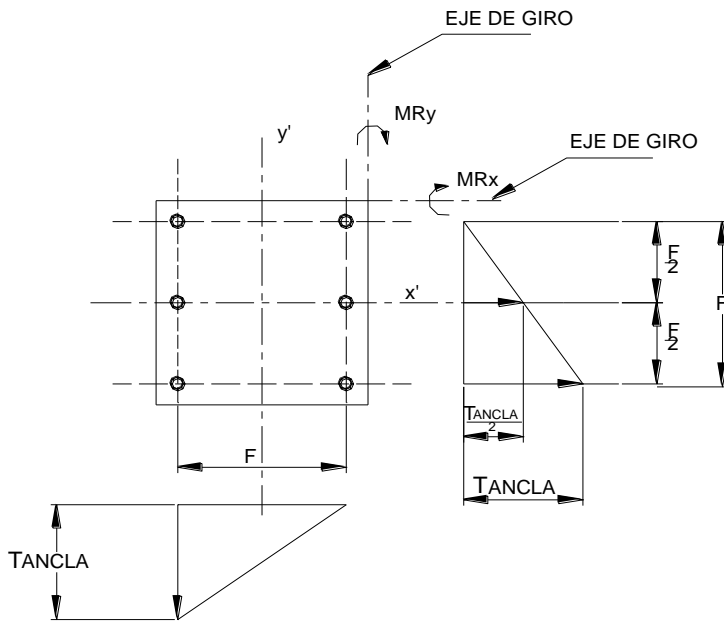 EJE DE GIRO
MRy
y'
EJE DE GIRO
MRx
F
2
x'
F
F
2
TANCLA
2
F
TANCLA
TANCLA